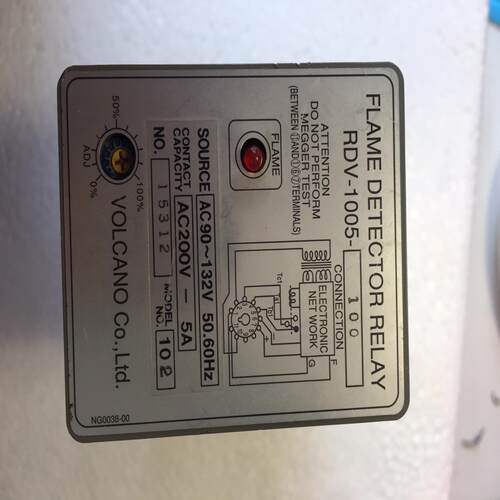 FLAME DETECTOR RELAY
RDV-1005-100
ATTENTION
DO NOT PERFORM
MEGGER TEST
(BETWEEN ①AND⑥⑦TERMINALS)
FLAME
CONNECTION
ELECTRONIC
NET WORK
F
G
SOURCE AC90~132V 50,60Hz
CONTACT CAPACITY AC200V - 5A
NO. 15312 MODEL NO. 102
50%
100%
ADJ
0%
VOLCANO Co.,Ltd.
NG0038-00